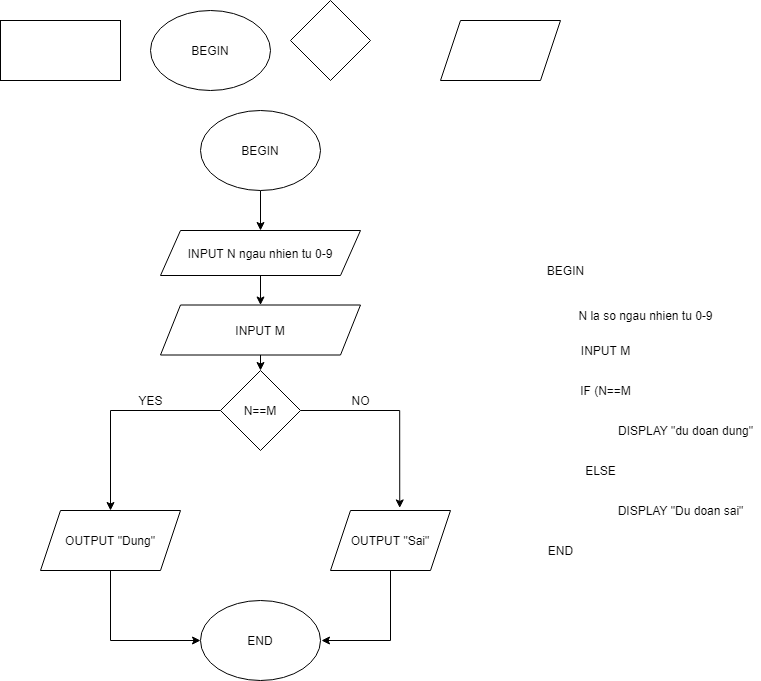 BEGIN
BEGIN
INPUT N ngau nhien tu 0-9
INPUT M
N==M
YES
NO
OUTPUT "Dung"
OUTPUT "Sai"
END
BEGIN
N la so ngau nhien tu 0-9
INPUT M
IF (N==M
DISPLAY "du doan dung"
ELSE
DISPLAY "Du doan sai"
END